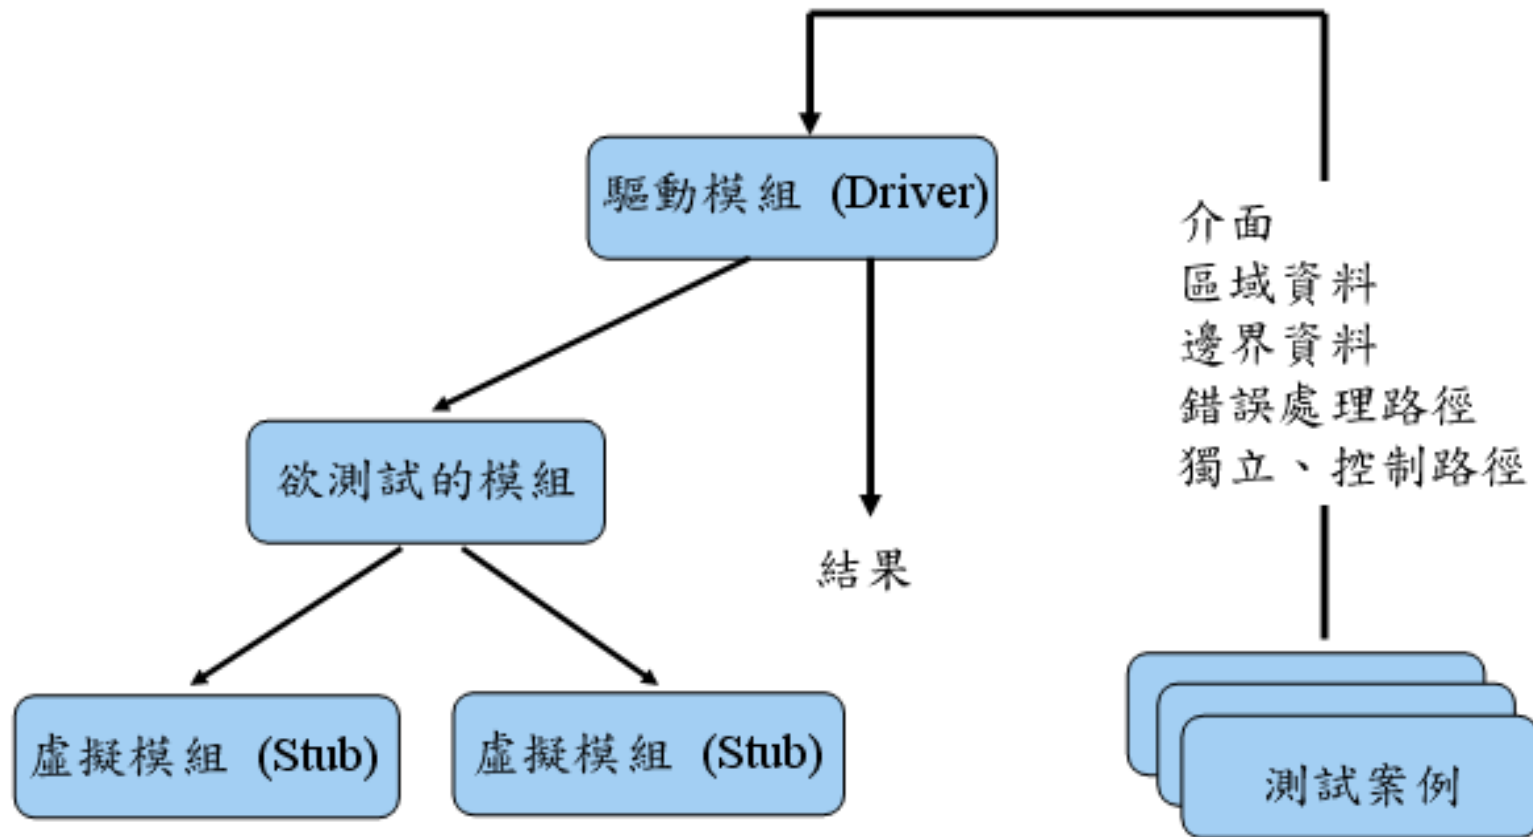 驅動模組 (Driver)
介面
區域資料
邊界資料
錯誤處理路徑
獨立、控制路徑
欲測試的模組
結果
虛擬模組 (Stub)
虛擬模組 (Stub)
測試案例